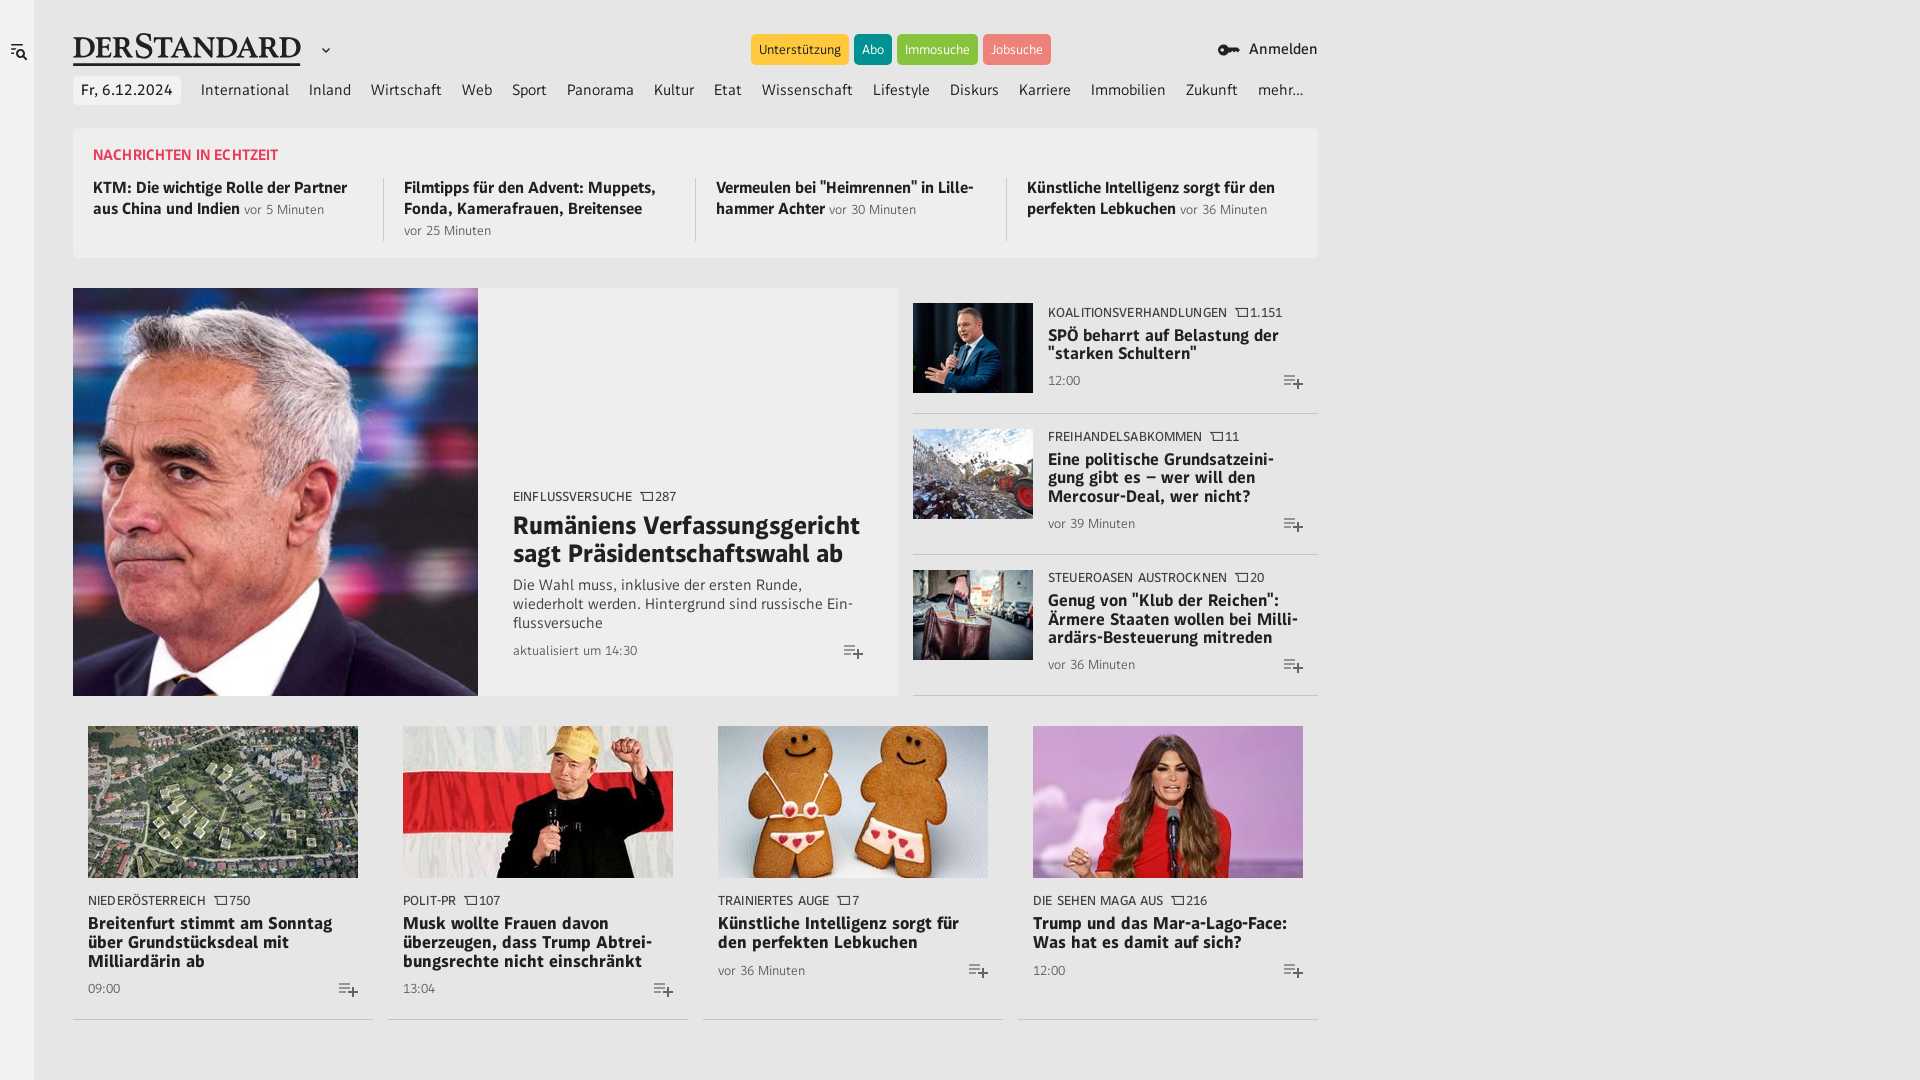 DERSTANDARD
Unterstützung
Abo
Immosuche
Jobsuche
Anmelden
Fr, 6.12.2024
International
Inland
Wirtschaft
Web
Sport
Panorama
Kultur
Etat
Wissenschaft
Lifestyle
Diskurs
Karriere
Immobilien
Zukunft
mehr…
NACHRICHTEN IN ECHTZEIT
KTM: Die wichtige Rolle der Partner
aus China und Indien vor 5 Minuten
Filmtipps für den Advent: Muppets,
Fonda, Kamerafrauen, Breitensee
vor 25 Minuten
Vermeulen bei "Heimrennen" in Lille-
hammer Achter vor 30 Minuten
Künstliche Intelligenz sorgt für den
perfekten Lebkuchen vor 36 Minuten
EINFLUSSVERSUCHE 287
Rumäniens Verfassungsgericht
sagt Präsidentschaftswahl ab
Die Wahl muss, inklusive der ersten Runde,
wiederholt werden. Hintergrund sind russische Ein-
flussversuche
aktualisiert um 14:30
KOALITIONSVERHANDLUNGEN 1.151
SPÖ beharrt auf Belastung der
"starken Schultern"
12:00
FREIHANDELSABKOMMEN 11
Eine politische Grundsatzeini-
gung gibt es – wer will den
Mercosur-Deal, wer nicht?
vor 39 Minuten
STEUEROASEN AUSTROCKNEN 20
Genug von "Klub der Reichen":
Ärmere Staaten wollen bei Milli-
ardärs-Besteuerung mitreden
vor 36 Minuten
NIEDERÖSTERREICH 750
Breitenfurt stimmt am Sonntag
über Grundstücksdeal mit
Milliardärin ab
09:00
POLIT-PR 107
Musk wollte Frauen davon
überzeugen, dass Trump Abtrei-
bungsrechte nicht einschränkt
13:04
TRAINIERTES AUGE 7
Künstliche Intelligenz sorgt für
den perfekten Lebkuchen
vor 36 Minuten
DIE SEHEN MAGA AUS 216
Trump und das Mar-a-Lago-Face:
Was hat es damit auf sich?
12:00